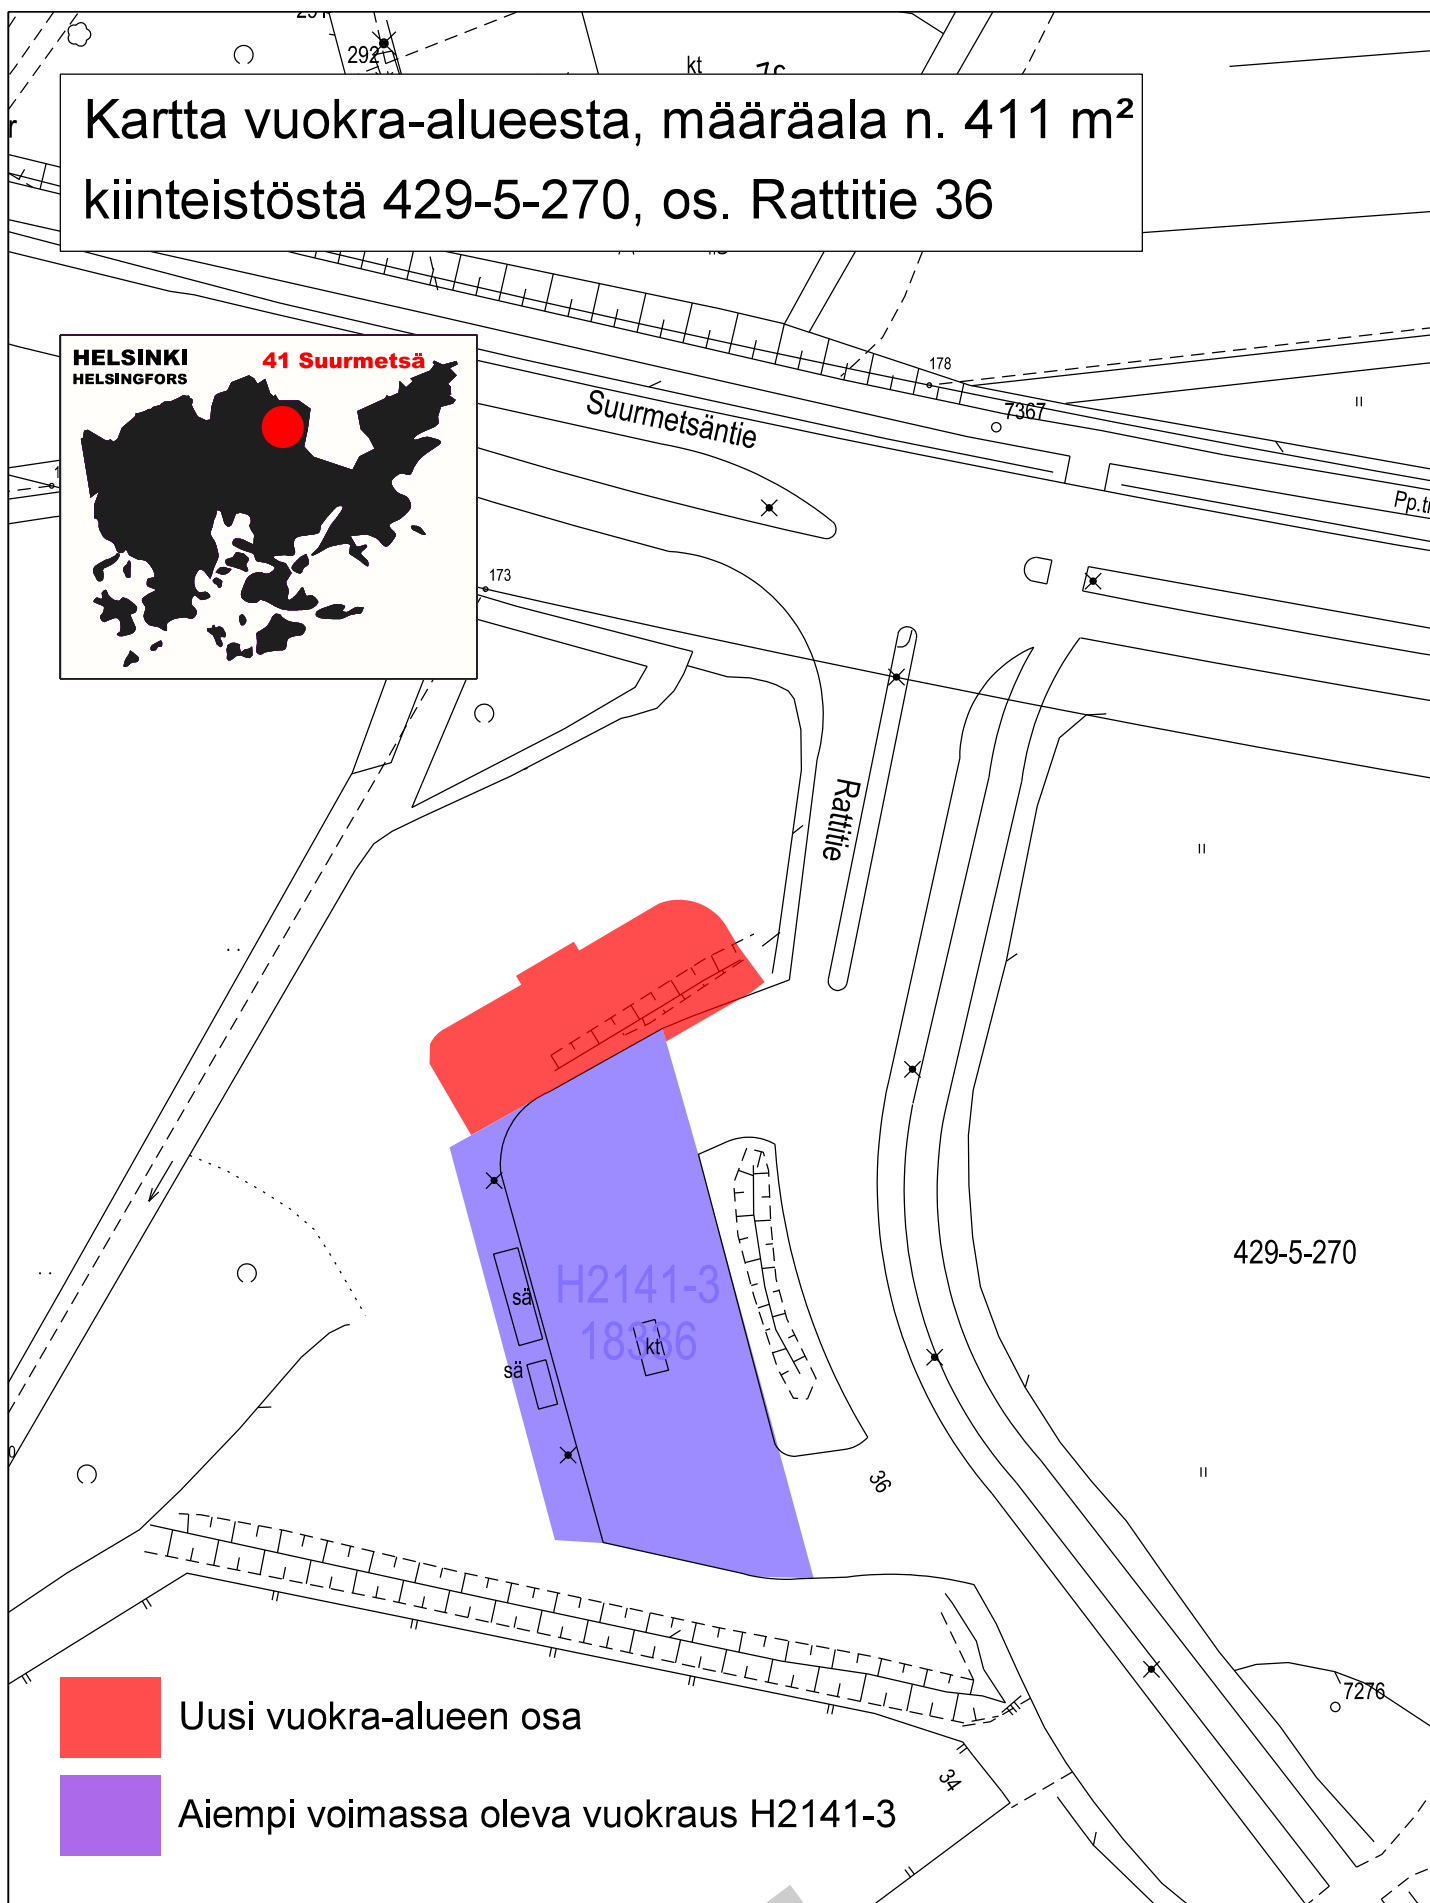 292
kt
Kartta vuokra-alueesta, määräala n. 411 m²
kiinteistöstä 429-5-270, os. Rattitie 36
HELSINKI
HELSINGFORS
41 Suurmetsä
178
7367
Suurmetsäntie
173
Rattitie
429-5-270
H2141-3
18336
sä
sä
kt
36
7276
34
Uusi vuokra-alueen osa
Aiempi voimassa oleva vuokraus H2141-3